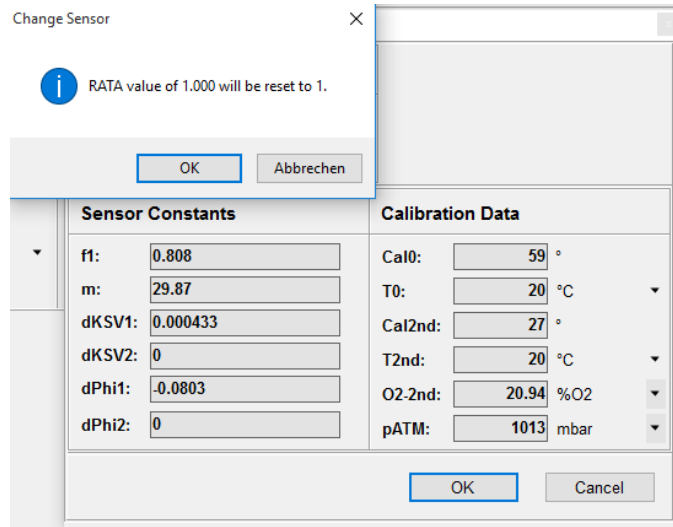 Change Sensor
RATA value of 1.000 will be reset to 1.
OK Abbrechen
Sensor Constants
f1: 0.808
m: 29.87
dKSV1: 0.000433
dKSV2: 0
dPhi1: -0.0803
dPhi2: 0
Calibration Data
Cal0: 59 °
T0: 20 °C
Cal2nd: 27 °
T2nd: 20 °C
O2-2nd: 20.94 %O2
pATM: 1013 mbar
OK Cancel